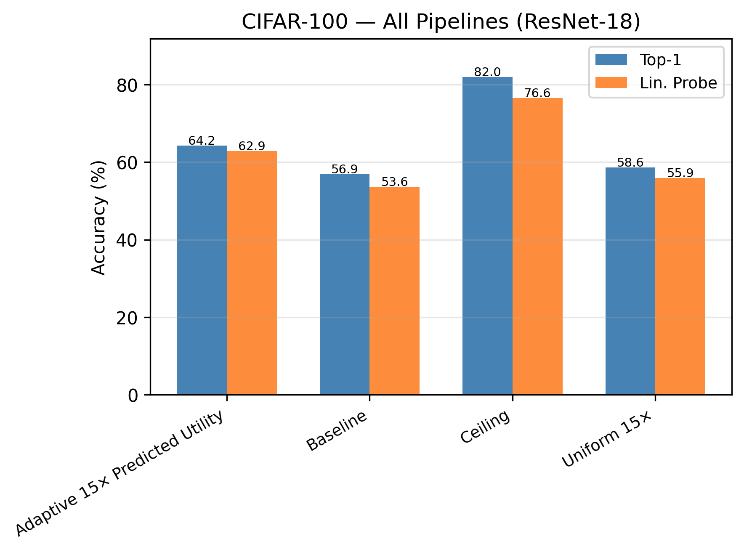 CIFAR-100 — All Pipelines (ResNet-18)
Top-1
Lin. Probe
Accuracy (%)
80
60
40
20
0
64.2
62.9
56.9
53.6
82.0
76.6
58.6
55.9
Adaptive 15× Predicted Utility
Baseline
Ceiling
Uniform 15×